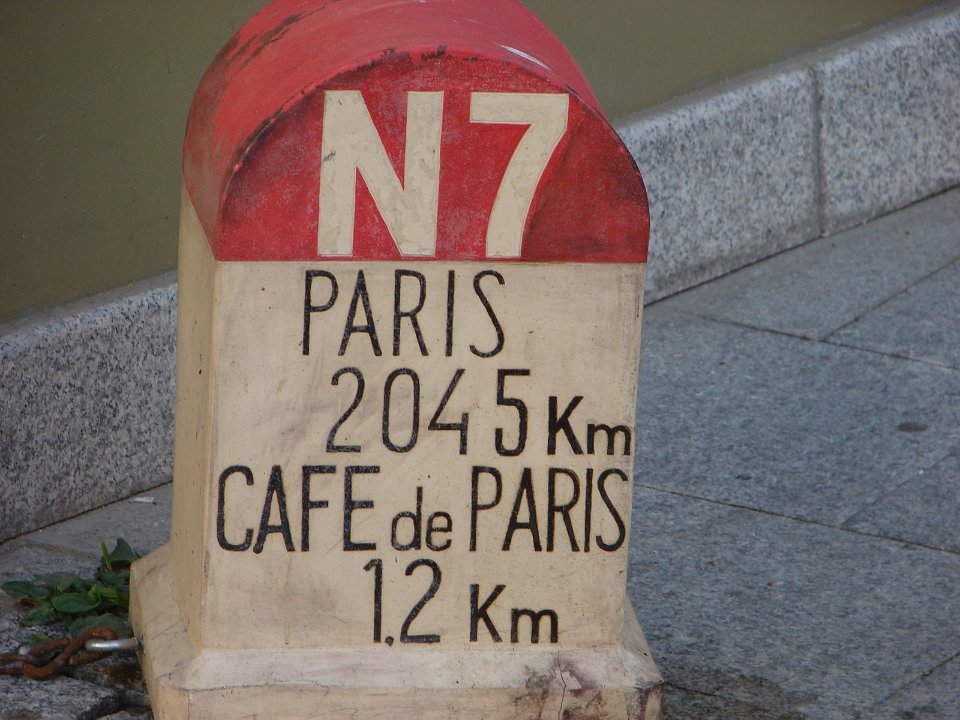 N7
PARIS
2045 Km
CAFE de PARIS
1,2 Km